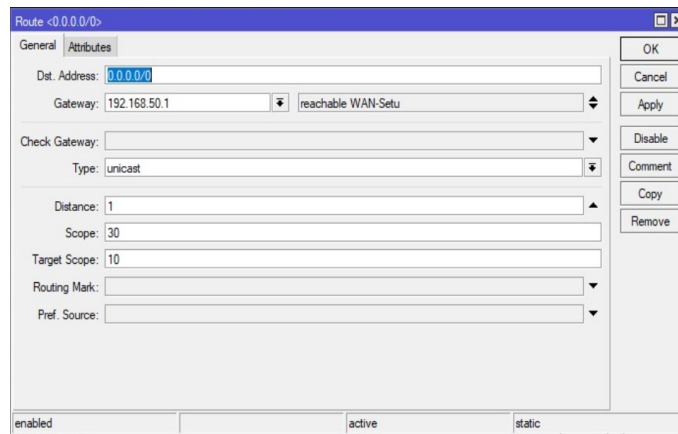 Route <0.0.0.0/0>
General Attributes
OK
Dst. Address: 0.0.0.0/0
Cancel
Gateway: 192.168.50.1 reachable WAN-Setu
Apply
Check Gateway:
Disable
Type: unicast
Comment
Copy
Distance: 1
Remove
Scope: 30
Target Scope: 10
Routing Mark:
Pref. Source:
enabled active static